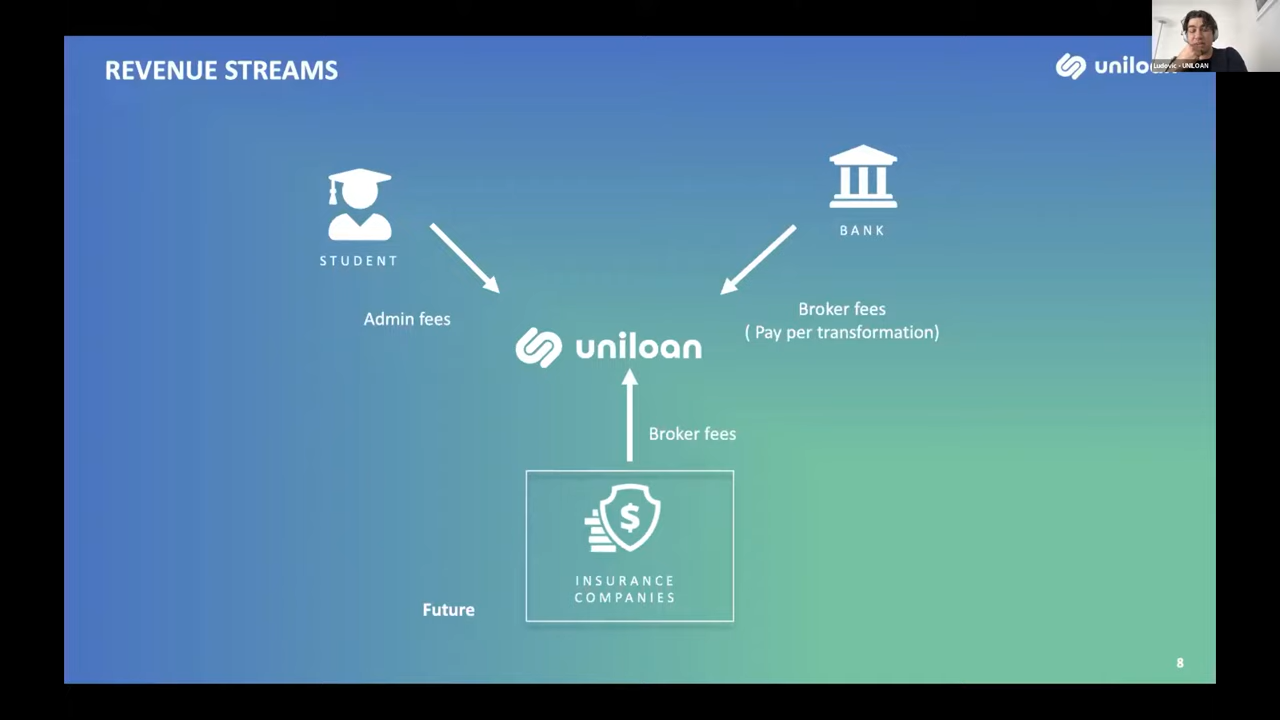 REVENUE STREAMS
Ludovic - UNILOAN
STUDENT
BANK
Admin fees
Broker fees
( Pay per transformation)
uniloan
Broker fees
$
INSURANCE
COMPANIES
Future
8